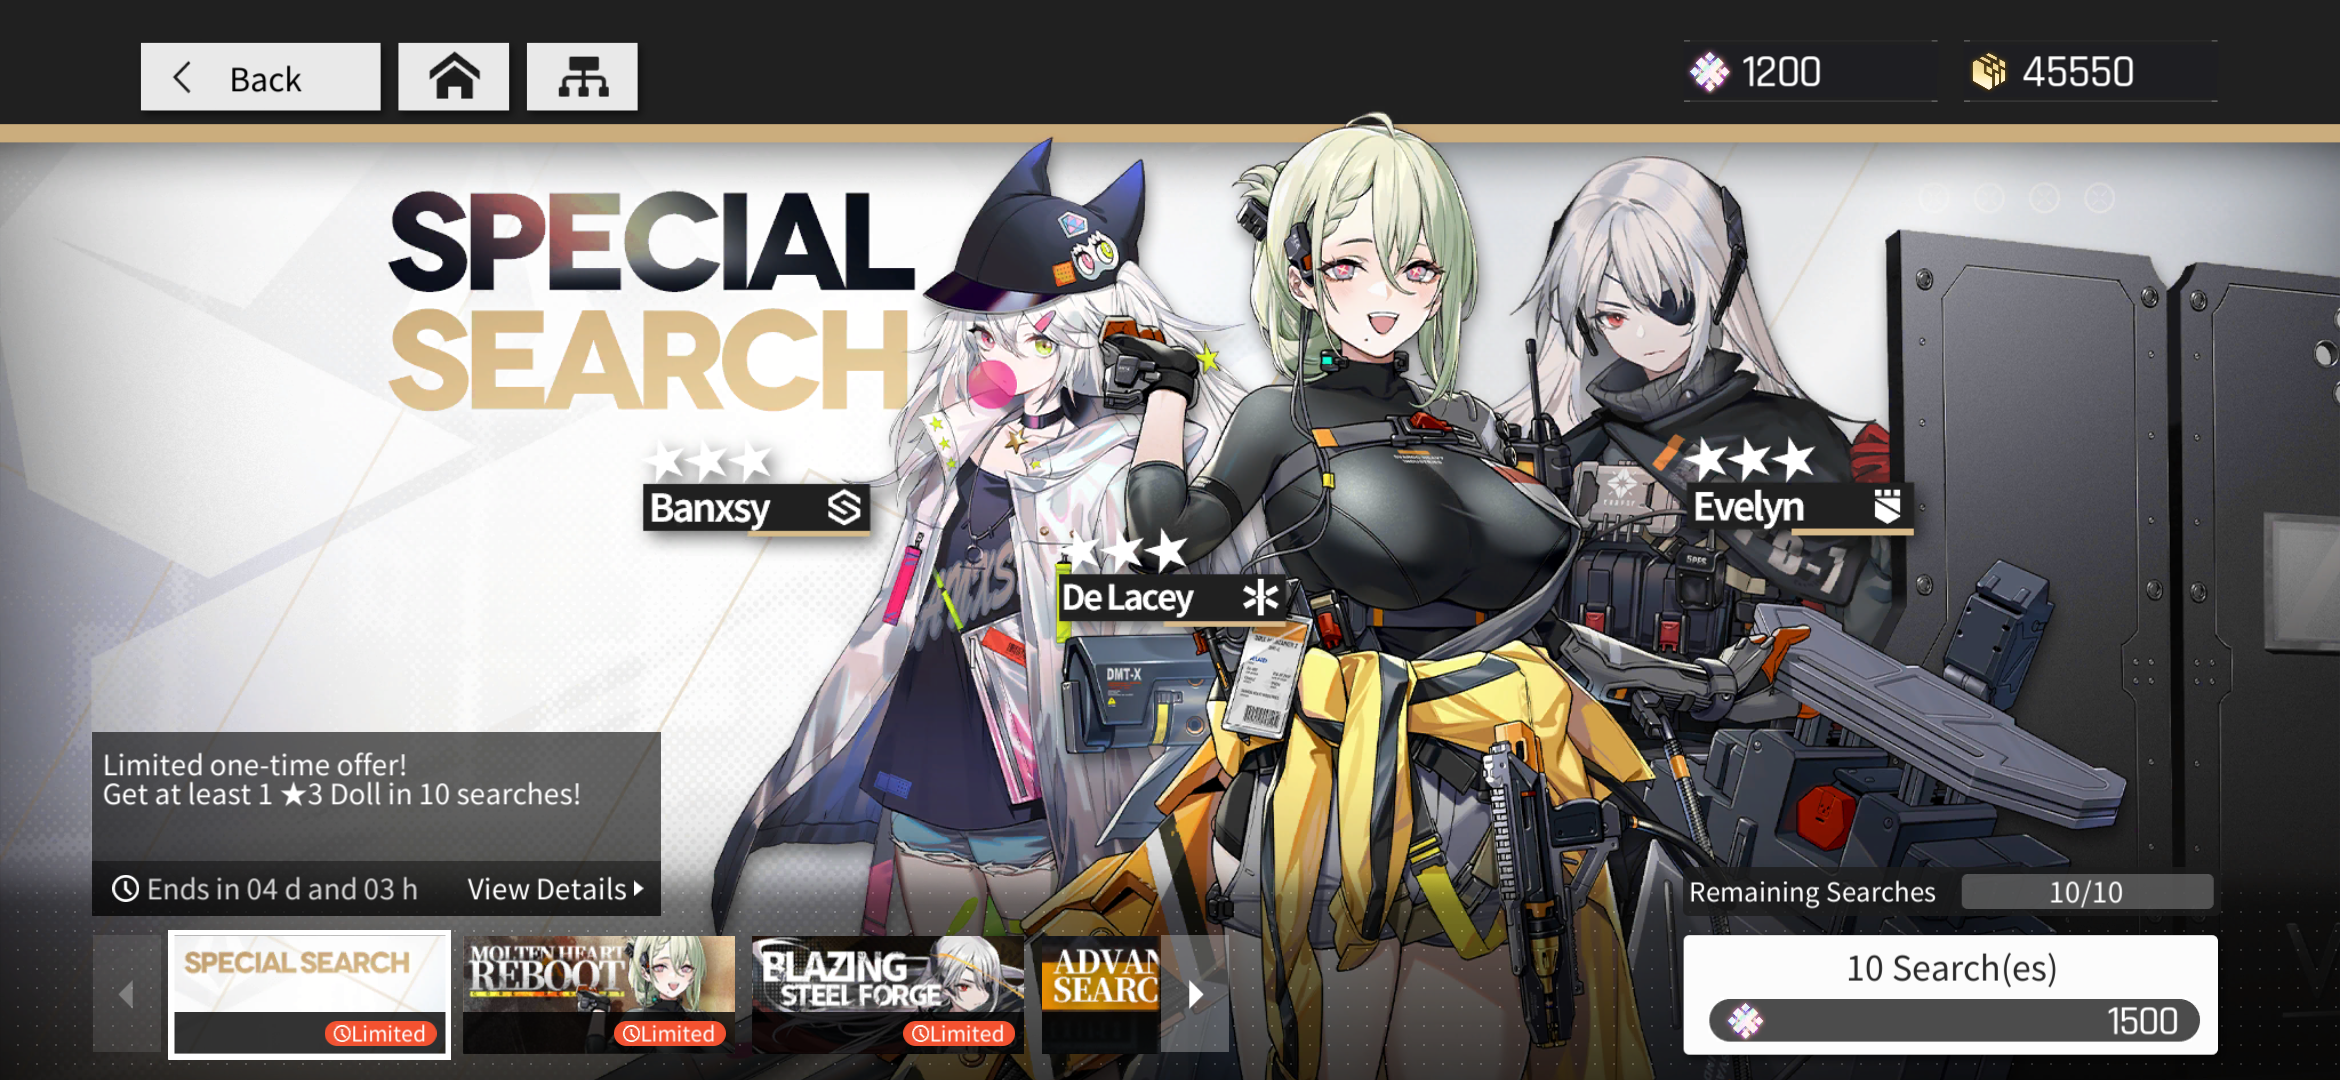 Back
1200
45550
SPECIAL
SEARCH
Banxsy
De Lacey
Evelyn
DMT-X
Limited one-time offer!
Get at least 1 ★3 Doll in 10 searches!
Ends in 04 d and 03 h
View Details
Remaining Searches
10/10
SPECIAL SEARCH
Limited
MOLTEN HEART
REBOOT
Limited
BLAZING
STEEL FORGE
Limited
ADVAN
SEARC
10 Search(es)
1500